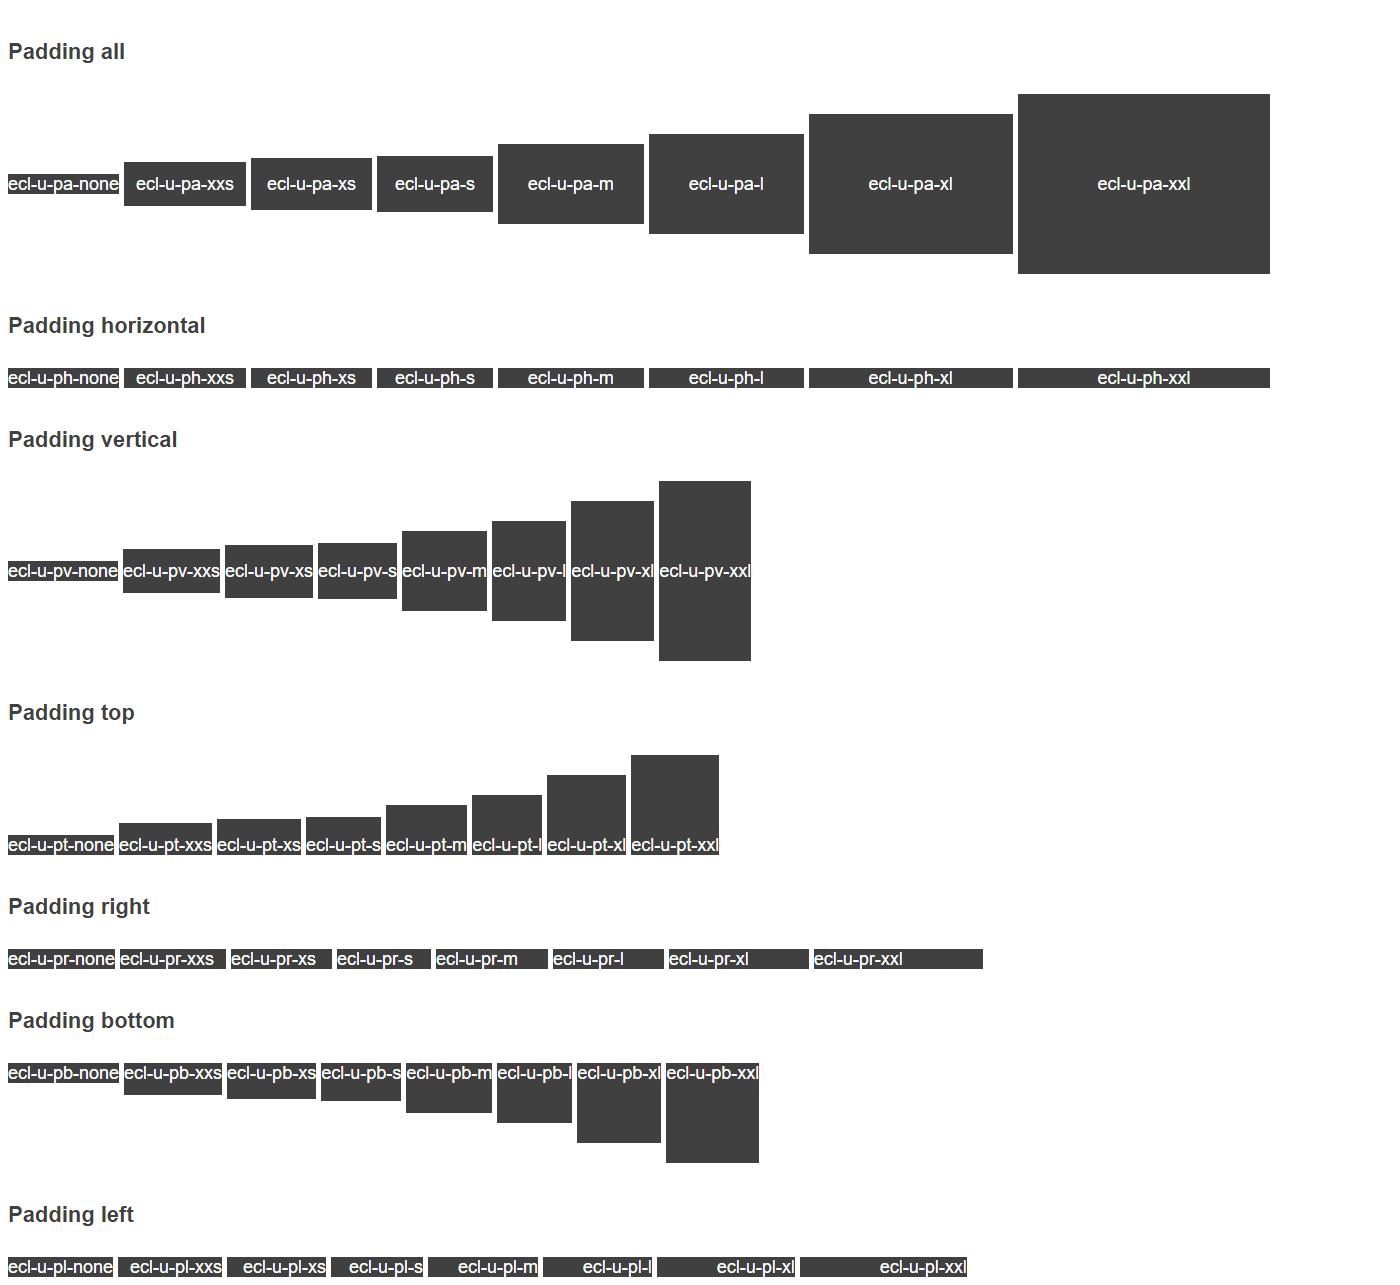 Padding all
ecl-u-pa-none ecl-u-pa-xxs ecl-u-pa-xs ecl-u-pa-s ecl-u-pa-m ecl-u-pa-l ecl-u-pa-xl ecl-u-pa-xxl
Padding horizontal
ecl-u-ph-none ecl-u-ph-xxs ecl-u-ph-xs ecl-u-ph-s ecl-u-ph-m ecl-u-ph-l ecl-u-ph-xl ecl-u-ph-xxl
Padding vertical
ecl-u-pv-none ecl-u-pv-xxs ecl-u-pv-xs ecl-u-pv-s ecl-u-pv-m ecl-u-pv-l ecl-u-pv-xl ecl-u-pv-xxl
Padding top
ecl-u-pt-none ecl-u-pt-xxs ecl-u-pt-xs ecl-u-pt-s ecl-u-pt-m ecl-u-pt-l ecl-u-pt-xl ecl-u-pt-xxl
Padding right
ecl-u-pr-none ecl-u-pr-xxs ecl-u-pr-xs ecl-u-pr-s ecl-u-pr-m ecl-u-pr-l ecl-u-pr-xl ecl-u-pr-xxl
Padding bottom
ecl-u-pb-none ecl-u-pb-xxs ecl-u-pb-xs ecl-u-pb-s ecl-u-pb-m ecl-u-pb-l ecl-u-pb-xl ecl-u-pb-xxl
Padding left
ecl-u-pl-none ecl-u-pl-xxs ecl-u-pl-xs ecl-u-pl-s ecl-u-pl-m ecl-u-pl-l ecl-u-pl-xl ecl-u-pl-xxl